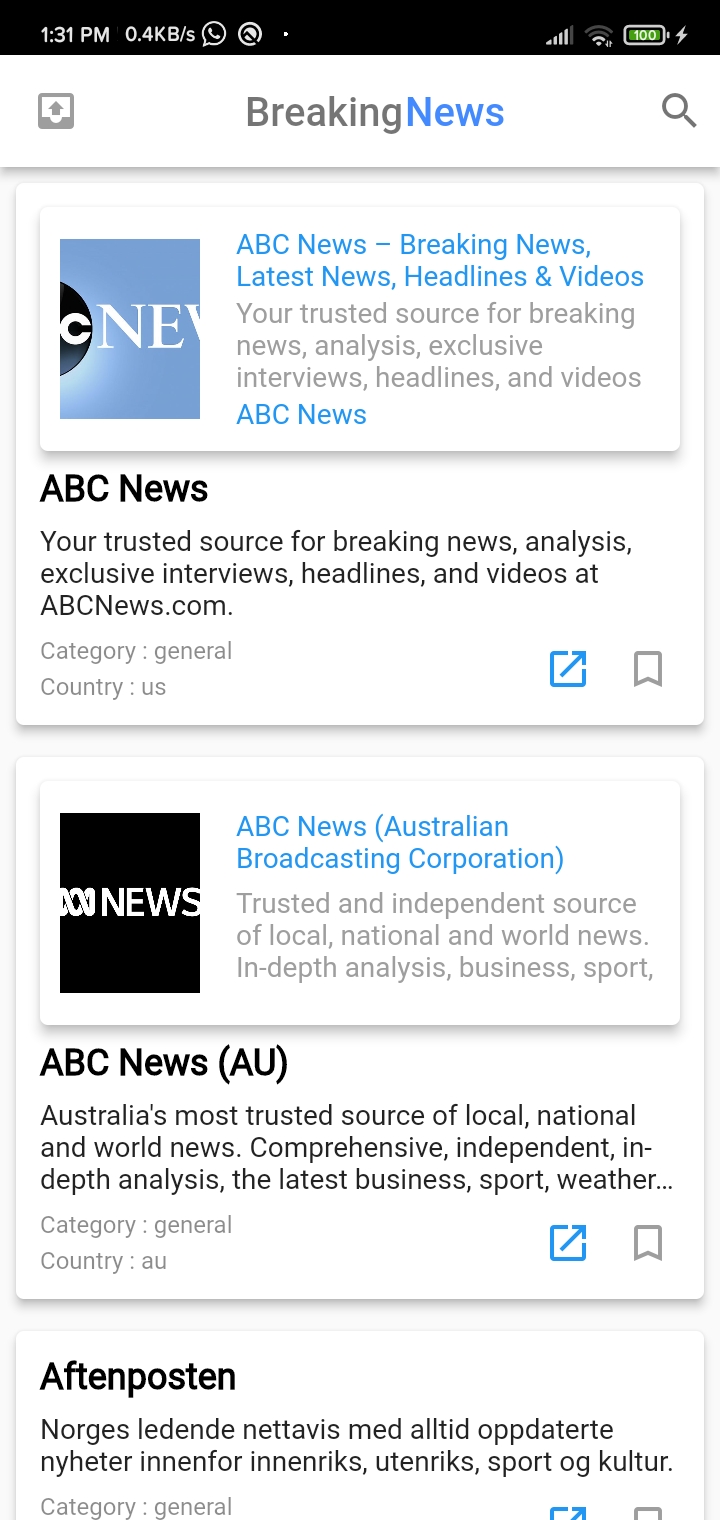 1:31 PM 0.4KB/s 100
BreakingNews
ABC News – Breaking News,
Latest News, Headlines & Videos
Your trusted source for breaking
news, analysis, exclusive
interviews, headlines, and videos
ABC News
c NEW
ABC News
Your trusted source for breaking news, analysis,
exclusive interviews, headlines, and videos at
ABCNews.com.
Category : general
Country : us
ABC News (Australian
Broadcasting Corporation)
Trusted and independent source
of local, national and world news.
In-depth analysis, business, sport,
NEWS
ABC News (AU)
Australia's most trusted source of local, national
and world news. Comprehensive, independent, in-
depth analysis, the latest business, sport, weather...
Category : general
Country : au
Aftenposten
Norges ledende nettavis med alltid oppdaterte
nyheter innenfor innenriks, utenriks, sport og kultur.
Category : general